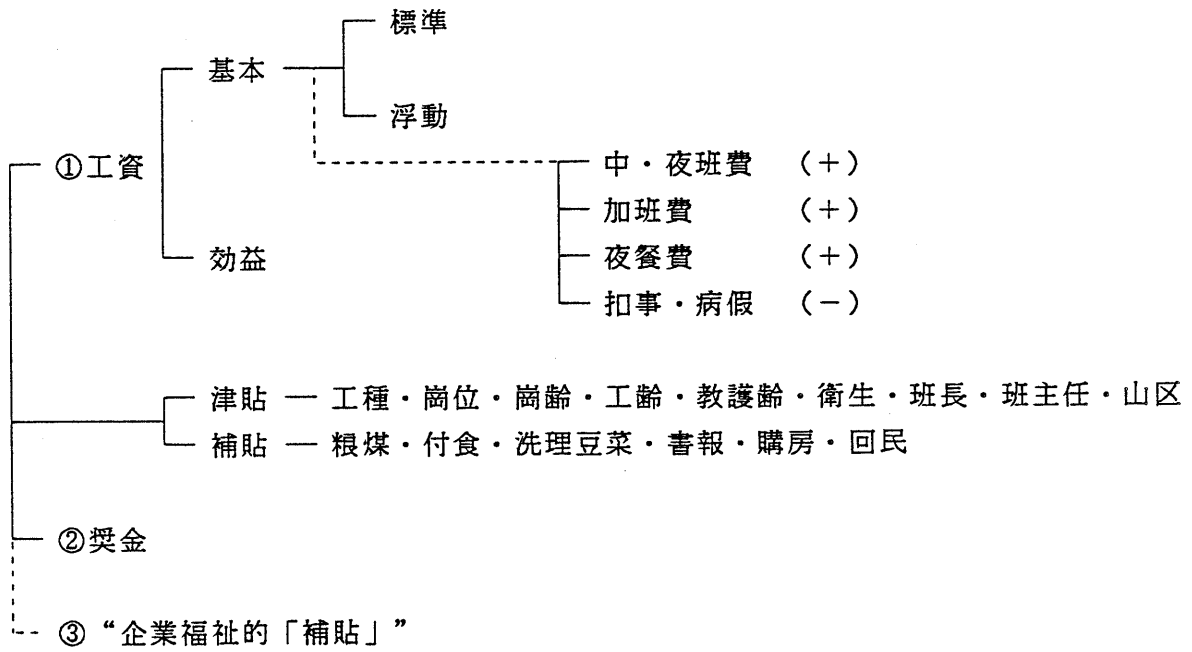 標準
基本
浮動
①工資
中・夜班費 (+)
加班費 (+)
効益
夜餐費 (+)
扣事・病假 (-)
津貼 — 工種・崗位・崗齢・工齢・教護齢・衛生・班長・班主任・山区
補貼 — 粮煤・付食・洗理豆菜・書報・購房・回民
②奨金
③“企業福祉的「補貼」”